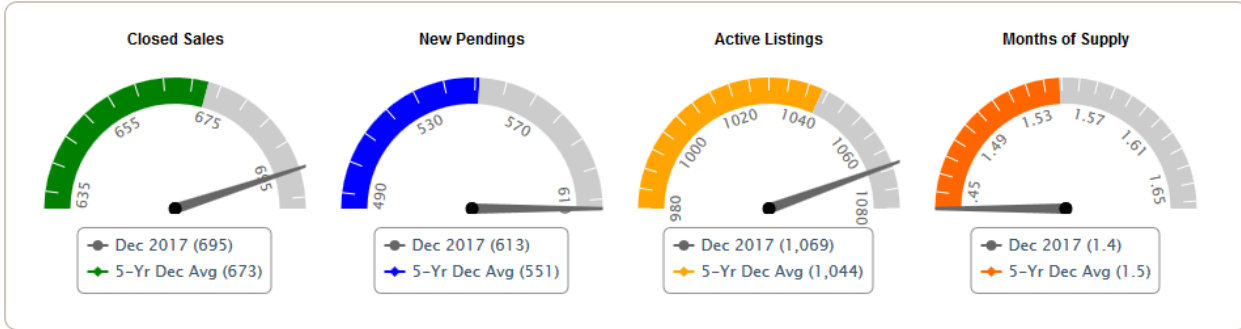 Closed Sales
635
655
675
695
Dec 2017 (695)
5-Yr Dec Avg (673)
New Pendings
490
530
570
Dec 2017 (613)
5-Yr Dec Avg (551)
Active Listings
980
1000
1020
1040
1060
1080
Dec 2017 (1,069)
5-Yr Dec Avg (1,044)
Months of Supply
.45
1.49
1.53
1.57
1.61
1.65
Dec 2017 (1.4)
5-Yr Dec Avg (1.5)